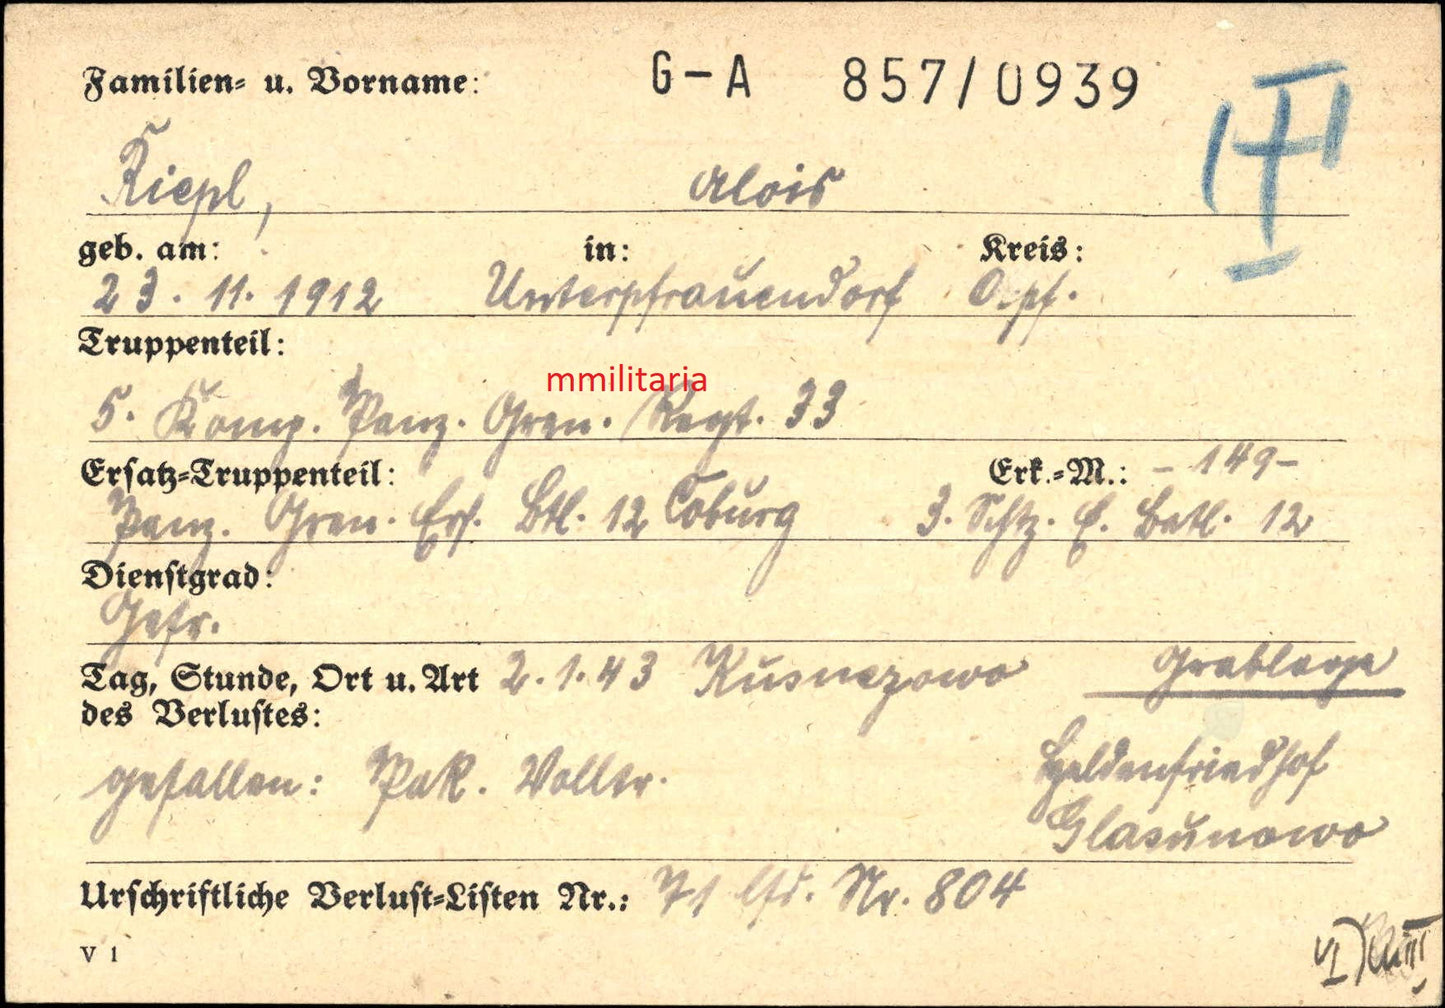 Familien- u. Vorname: G-A 857/0939
Riepl, Alois
geb. am: in: Kreis:
23. 11. 1912 Unterpfrauendorf Opf.
Truppenteil:
mmilitaria
5. Komp. Panz. Gren. Regt. 33
Ersatz-Truppenteil: Erk.-M.: - 149 -
Panz. Gren. Ers. Btl. 12 Coburg 3. Schtz. E. Batl. 12
Dienstgrad:
Gefr.
Tag, Stunde, Ort u. Art 2. 1. 43 Kusnezowo Grablage
des Verlustes:
gefallen: Pak. Volltr. Heldenfriedhof
Glasunowo
Urschriftliche Verlust-Listen Nr.: 71 lfd. Nr. 804
V 1